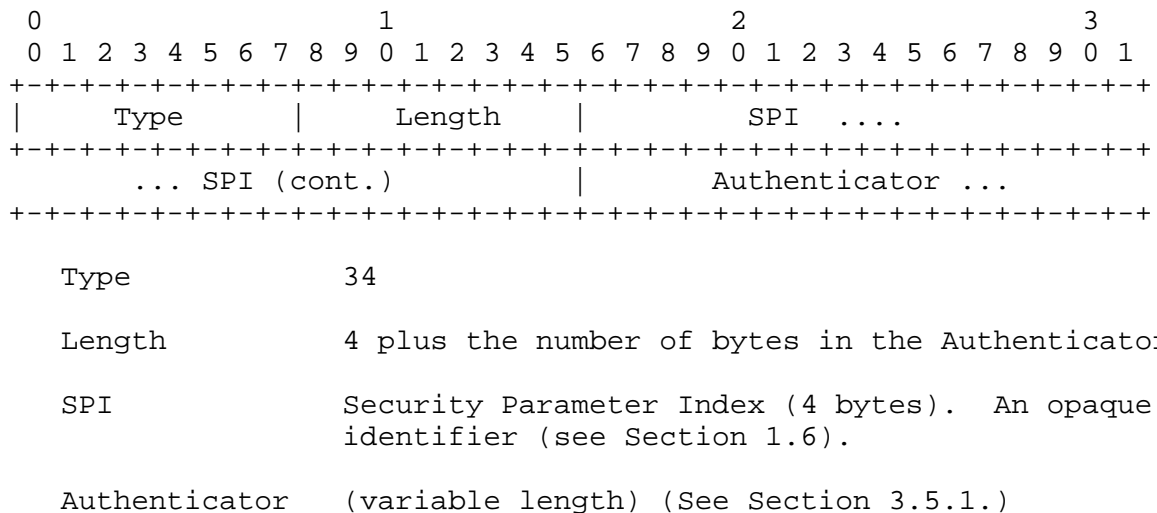 0                   1                   2                   3
0 1 2 3 4 5 6 7 8 9 0 1 2 3 4 5 6 7 8 9 0 1 2 3 4 5 6 7 8 9 0 1
+-+-+-+-+-+-+-+-+-+-+-+-+-+-+-+-+-+-+-+-+-+-+-+-+-+-+-+-+
|     Type      |    Length     |        SPI  ....
+-+-+-+-+-+-+-+-+-+-+-+-+-+-+-+-+-+-+-+-+-+-+-+-+-+-+-+-+
... SPI (cont.)          |      Authenticator ...
+-+-+-+-+-+-+-+-+-+-+-+-+-+-+-+-+-+-+-+-+-+-+-+-+-+-+-+-+
Type          34
Length        4 plus the number of bytes in the Authenticator
SPI           Security Parameter Index (4 bytes).  An opaque
identifier (see Section 1.6).
Authenticator  (variable length) (See Section 3.5.1.)